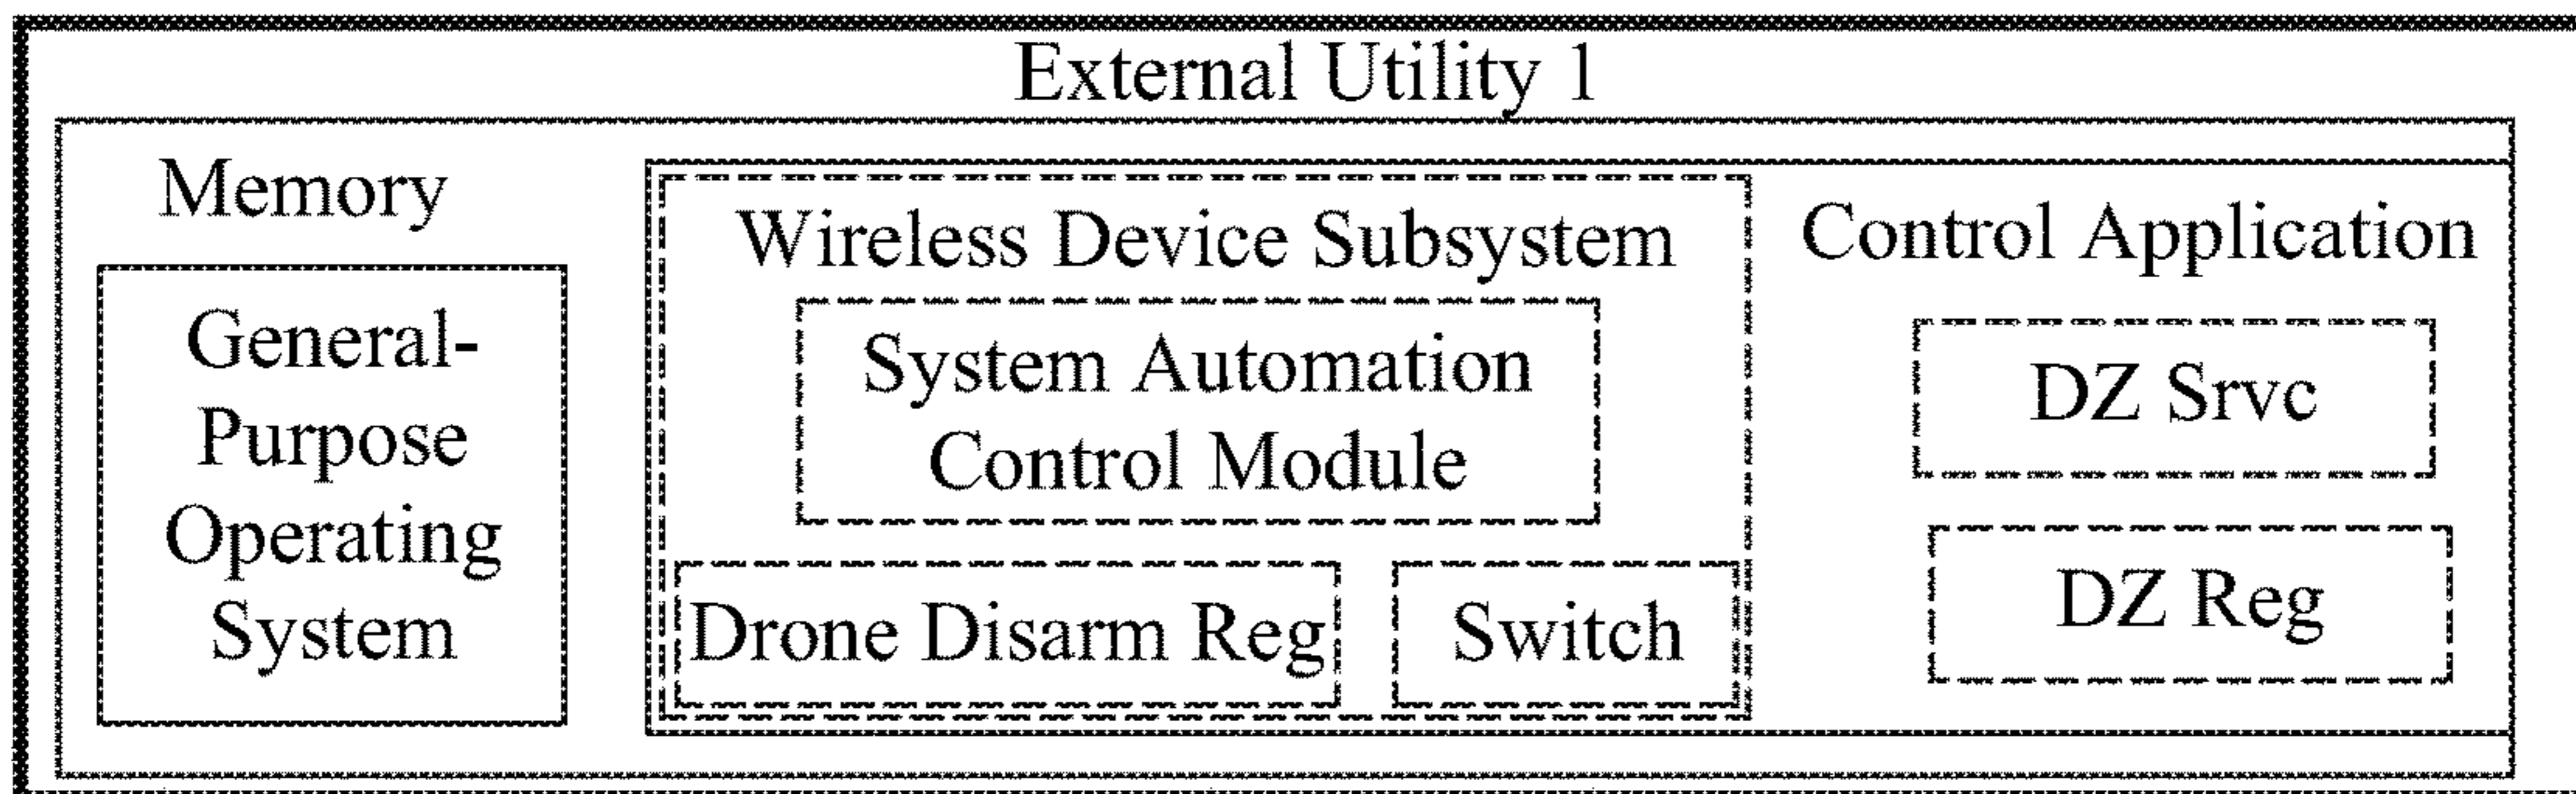 External Utility 1
Memory
General-
Purpose
Operating
System
Wireless Device Subsystem
System Automation
Control Module
Drone Disarm Reg
Switch
Control Application
DZ Srvc
DZ Reg